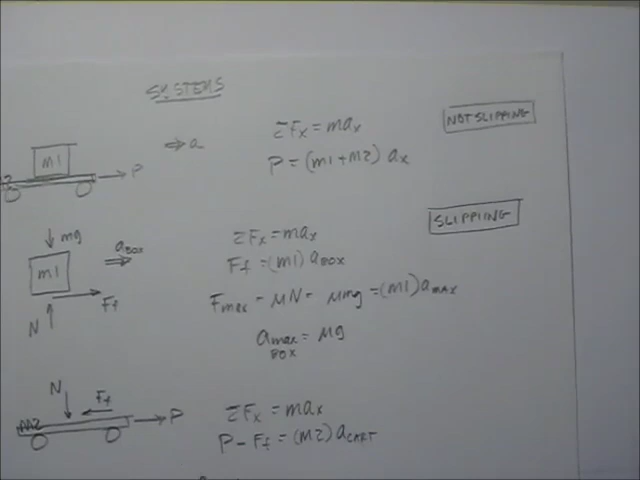 SYSTEMS
NOT SLIPPING
ΣFx = max
⇒ a
m1
P
P = (m1+m2) ax
SLIPPING
mg
ΣFx = max
aBOX
Ff = (m1) aBOX
m1
Ff
Fmax = μN = μmg = (m1) amax
N
amax = μg
BOX
N
Ff
ΣFx = max
P
m2
P - Ff = (m2) aCART